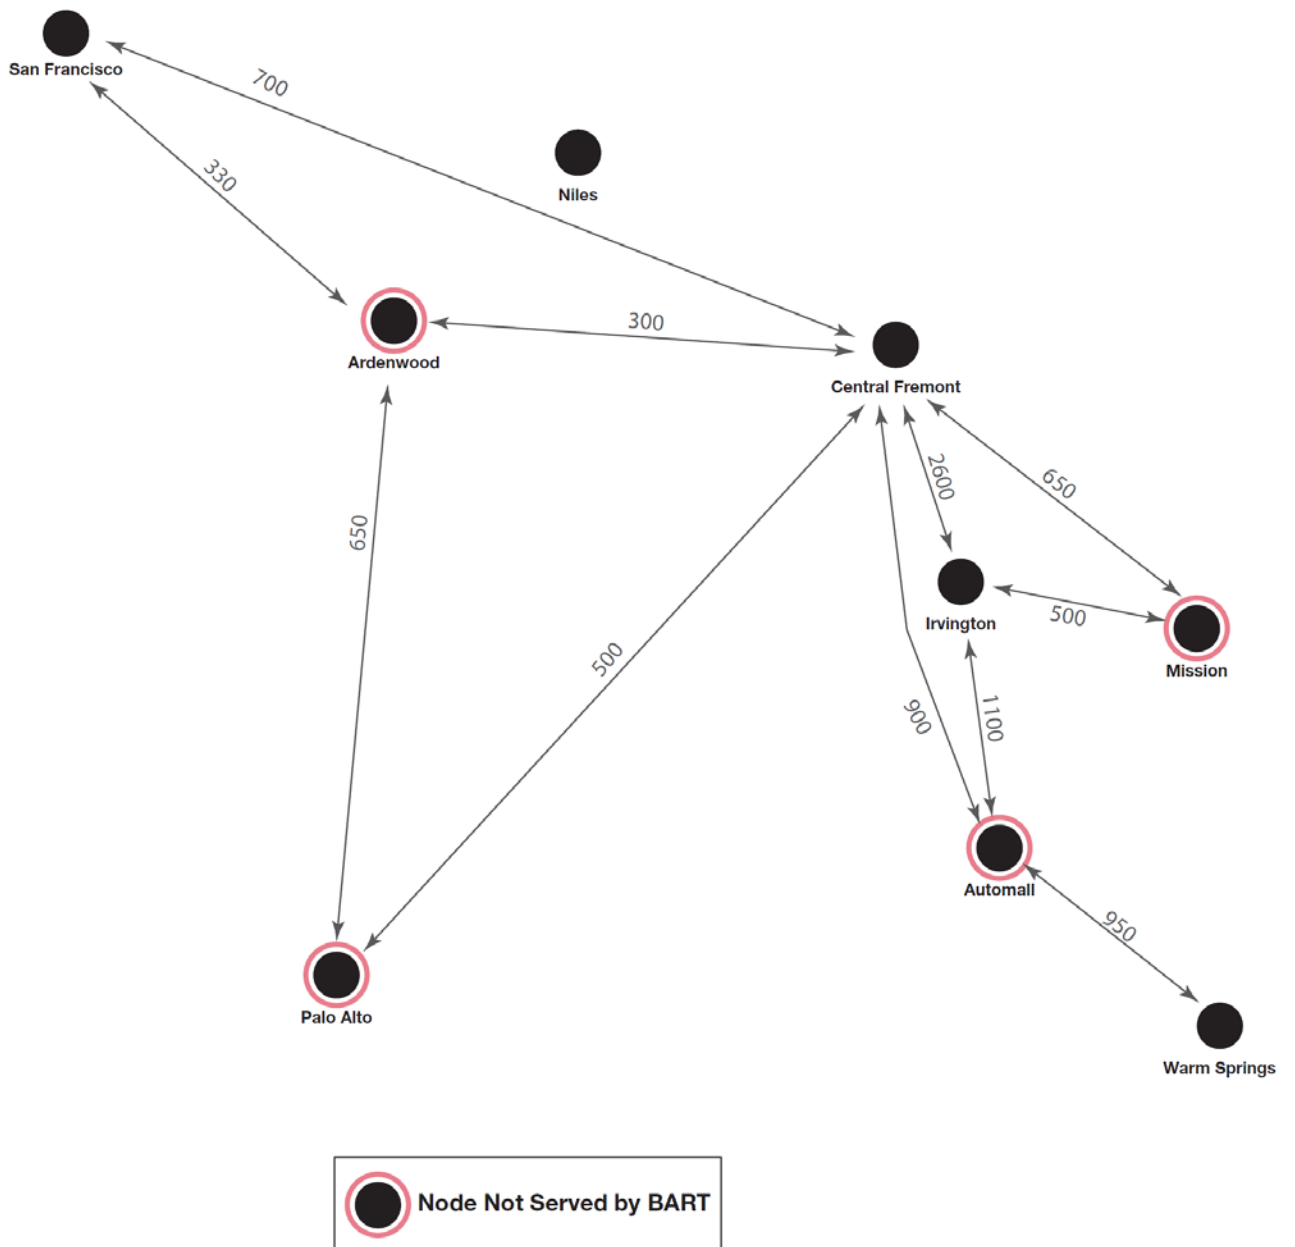 San Francisco
700
330
Niles
Ardenwood
300
Central Fremont
2600
650
650
Irvington
500
Mission
500
900
1100
Automall
950
Palo Alto
Warm Springs
Node Not Served by BART